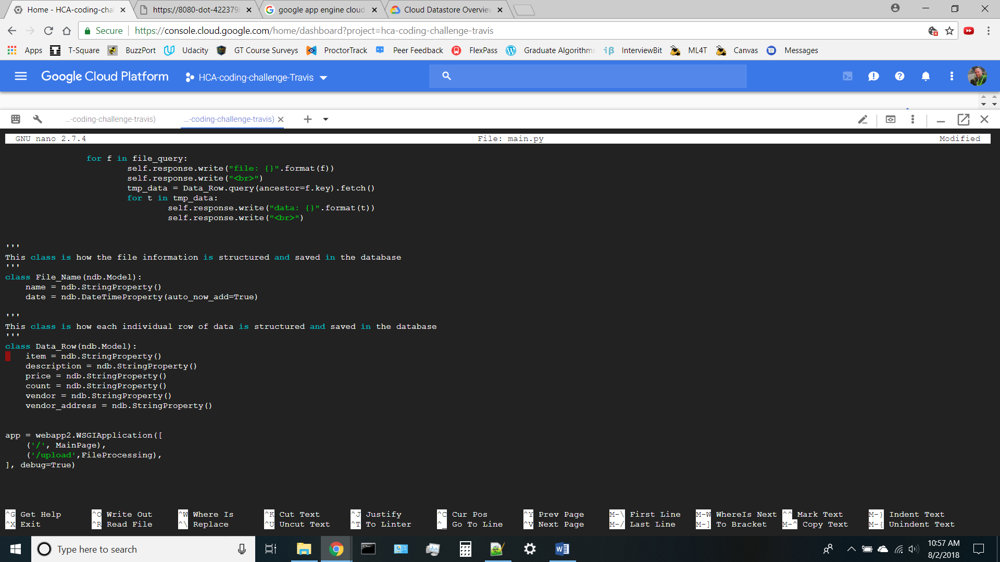 Home - HCA-coding-chal
https://8080-dot-4223798
google app engine cloud
Cloud Datastore Overview
Secure
https://console.cloud.google.com/home/dashboard?project=hca-coding-challenge-travis
Apps T-Square BuzzPort Udacity GT Course Surveys ProctorTrack Peer Feedback FlexPass Graduate Algorithms InterviewBit ML4T Canvas Messages
Google Cloud Platform HCA-coding-challenge-Travis
...-coding-challenge-travis) ...-coding-challenge-travis)
GNU nano 2.7.4 File: main.py Modified
for f in file_query:
self.response.write("file: {}".format(f))
self.response.write("<br>")
tmp_data = Data_Row.query(ancestor=f.key).fetch()
for t in tmp_data:
self.response.write("data: {}".format(t))
self.response.write("<br>")
'''
This class is how the file information is structured and saved in the database
'''
class File_Name(ndb.Model):
name = ndb.StringProperty()
date = ndb.DateTimeProperty(auto_now_add=True)
'''
This class is how each individual row of data is structured and saved in the database
'''
class Data_Row(ndb.Model):
item = ndb.StringProperty()
description = ndb.StringProperty()
price = ndb.StringProperty()
count = ndb.StringProperty()
vendor = ndb.StringProperty()
vendor_address = ndb.StringProperty()
app = webapp2.WSGIApplication([
('/', MainPage),
('/upload',FileProcessing),
], debug=True)
^G Get Help ^O Write Out ^W Where Is ^K Cut Text ^J Justify ^C Cur Pos ^Y Prev Page M-\ First Line M-W WhereIs Next ^^ Mark Text M-} Indent Text
^X Exit ^R Read File ^\ Replace ^U Uncut Text ^T To Linter ^_ Go To Line ^V Next Page M-/ Last Line M-] To Bracket M-^ Copy Text M-{ Unindent Text
Type here to search
10:57 AM
8/2/2018